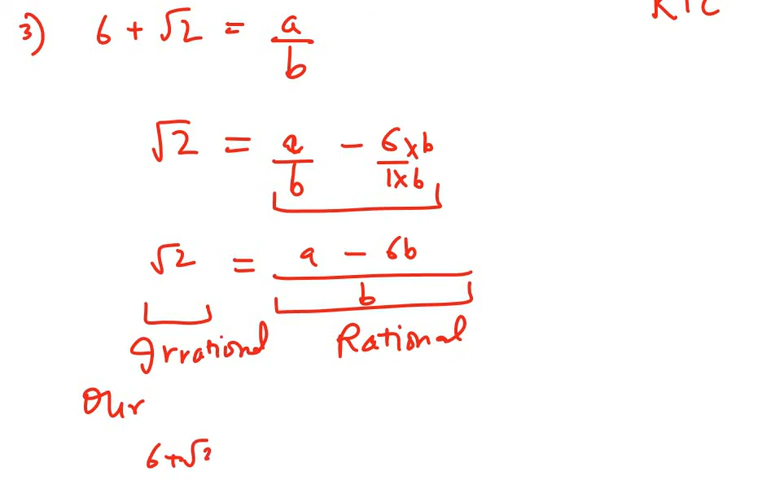 3) 6 + √2 = a/b
√2 = a/b - 6×b/1×b
√2 = a - 6b/b
Irrational Rational
Our
6+√2